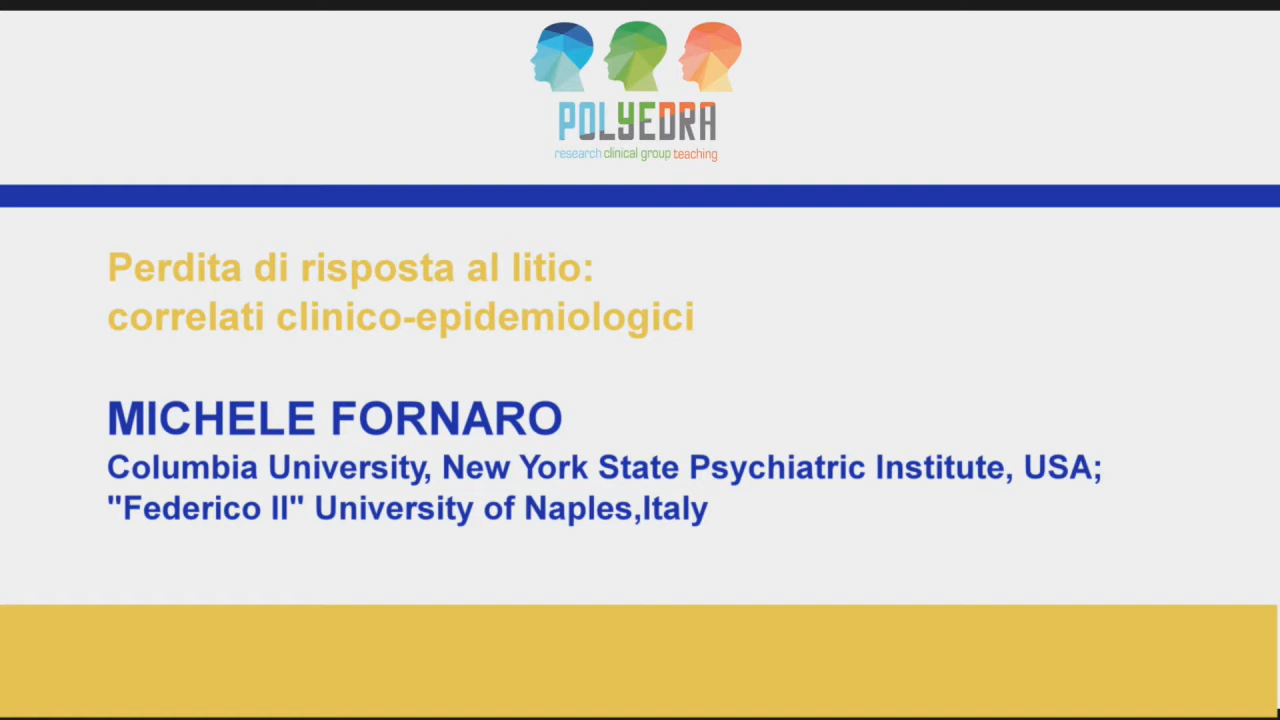 POLYEDRA
research clinical group teaching
Perdita di risposta al litio:
correlati clinico-epidemiologici
MICHELE FORNARO
Columbia University, New York State Psychiatric Institute, USA;
"Federico II" University of Naples,Italy